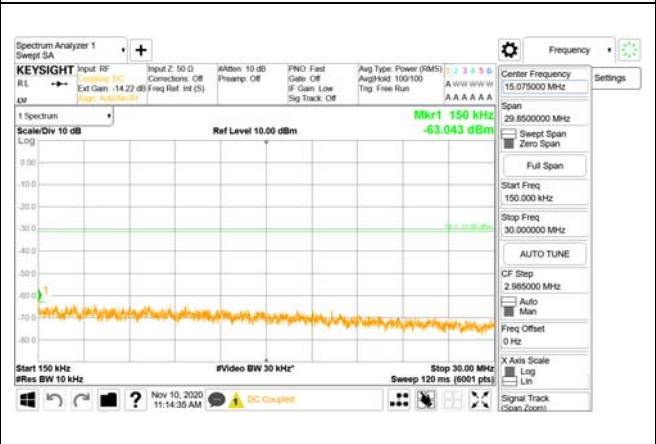 Spectrum Analyzer 1
Swept SA
Frequency
KEYSIGHT
RL
Input: RF
Coupling: DC
Ext Gain: -14.22 dB
Align: Auto/No RF
Input Z: 50 Ω
Corrections: Off
Freq Ref: Int (S)
#Atten: 10 dB
Preamp: Off
PNO: Fast
Gate: Off
IF Gain: Low
Sig Track: Off
Avg Type: Power (RMS)
Avg|Hold: 100/100
Trig: Free Run
1 2 3 4 5 6
A W W W W W
A A A A A A
1 Spectrum
Scale/Div 10 dB
Log
Ref Level 10.00 dBm
Mkr1 150 kHz
-63.043 dBm
0.00
-10.0
-20.0
-30.0
-40.0
-50.0
-60.0
-70.0
-80.0
1
Start 150 kHz
#Res BW 10 kHz
#Video BW 30 kHz*
Stop 30.00 MHz
Sweep 120 ms (6001 pts)
Nov 10, 2020
11:14:35 AM
DC Coupled
Center Frequency
15.075000 MHz
Settings
Span
29.8500000 MHz
Swept Span
Zero Span
Full Span
Start Freq
150.000 kHz
Stop Freq
30.000000 MHz
AUTO TUNE
CF Step
2.985000 MHz
Auto
Man
Freq Offset
0 Hz
X Axis Scale
Log
Lin
Signal Track
(Span Zoom)